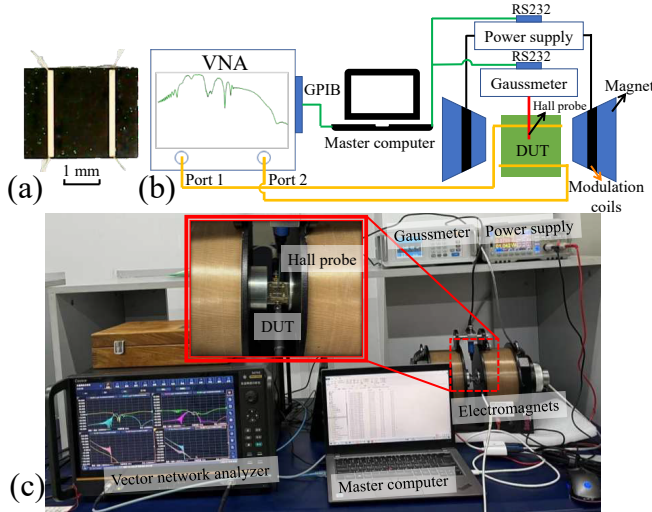 (a)
1 mm
(b)
VNA
GPIB
Port 1
Port 2
Master computer
RS232
Power supply
RS232
Gaussmeter
Hall probe
Magnet
DUT
Modulation
coils
(c)
Hall probe
DUT
Gaussmeter
Power supply
Electromagnets
Vector network analyzer
Master computer